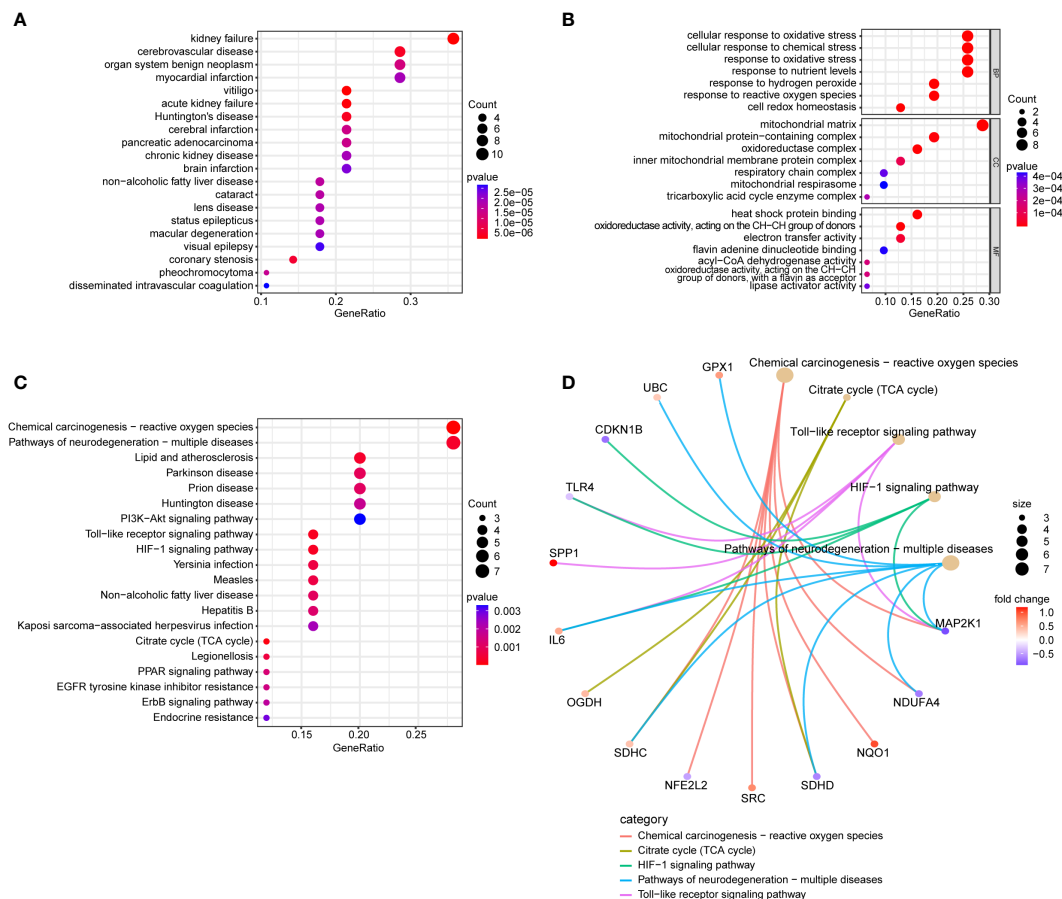 A
kidney failure
cerebrovascular disease
organ system benign neoplasm
myocardial infarction
vitiligo
acute kidney failure
Huntington's disease
cerebral infarction
pancreatic adenocarcinoma
chronic kidney disease
brain infarction
non−alcoholic fatty liver disease
cataract
lens disease
status epilepticus
macular degeneration
visual epilepsy
coronary stenosis
pheochromocytoma
disseminated intravascular coagulation
0.1 0.2 0.3
GeneRatio
Count
4
6
8
10
pvalue
2.5e−05
2.0e−05
1.5e−05
1.0e−05
5.0e−06
B
cellular response to oxidative stress
cellular response to chemical stress
response to oxidative stress
response to nutrient levels
response to hydrogen peroxide
response to reactive oxygen species
cell redox homeostasis
BP
mitochondrial matrix
mitochondrial protein−containing complex
oxidoreductase complex
inner mitochondrial membrane protein complex
respiratory chain complex
mitochondrial respirasome
tricarboxylic acid cycle enzyme complex
CC
heat shock protein binding
oxidoreductase activity, acting on the CH−CH group of donors
electron transfer activity
flavin adenine dinucleotide binding
acyl−CoA dehydrogenase activity
oxidoreductase activity, acting on the CH−CH
group of donors, with a flavin as acceptor
lipase activator activity
MF
0.10 0.15 0.20 0.25 0.30
GeneRatio
Count
2
4
6
8
pvalue
4e−04
3e−04
2e−04
1e−04
C
Chemical carcinogenesis − reactive oxygen species
Pathways of neurodegeneration − multiple diseases
Lipid and atherosclerosis
Parkinson disease
Prion disease
Huntington disease
PI3K−Akt signaling pathway
Toll−like receptor signaling pathway
HIF−1 signaling pathway
Yersinia infection
Measles
Non−alcoholic fatty liver disease
Hepatitis B
Kaposi sarcoma−associated herpesvirus infection
Citrate cycle (TCA cycle)
Legionellosis
PPAR signaling pathway
EGFR tyrosine kinase inhibitor resistance
ErbB signaling pathway
Endocrine resistance
0.15 0.20 0.25
GeneRatio
Count
3
4
5
6
7
pvalue
0.003
0.002
0.001
D
Chemical carcinogenesis − reactive oxygen species
GPX1
Citrate cycle (TCA cycle)
UBC
Toll−like receptor signaling pathway
CDKN1B
HIF−1 signaling pathway
TLR4
Pathways of neurodegeneration − multiple diseases
SPP1
MAP2K1
IL6
NDUFA4
OGDH
NQO1
SDHC
SDHD
NFE2L2
SRC
size
3
4
5
6
7
fold change
1.0
0.5
0.0
−0.5
category
Chemical carcinogenesis − reactive oxygen species
Citrate cycle (TCA cycle)
HIF−1 signaling pathway
Pathways of neurodegeneration − multiple diseases
Toll−like receptor signaling pathway